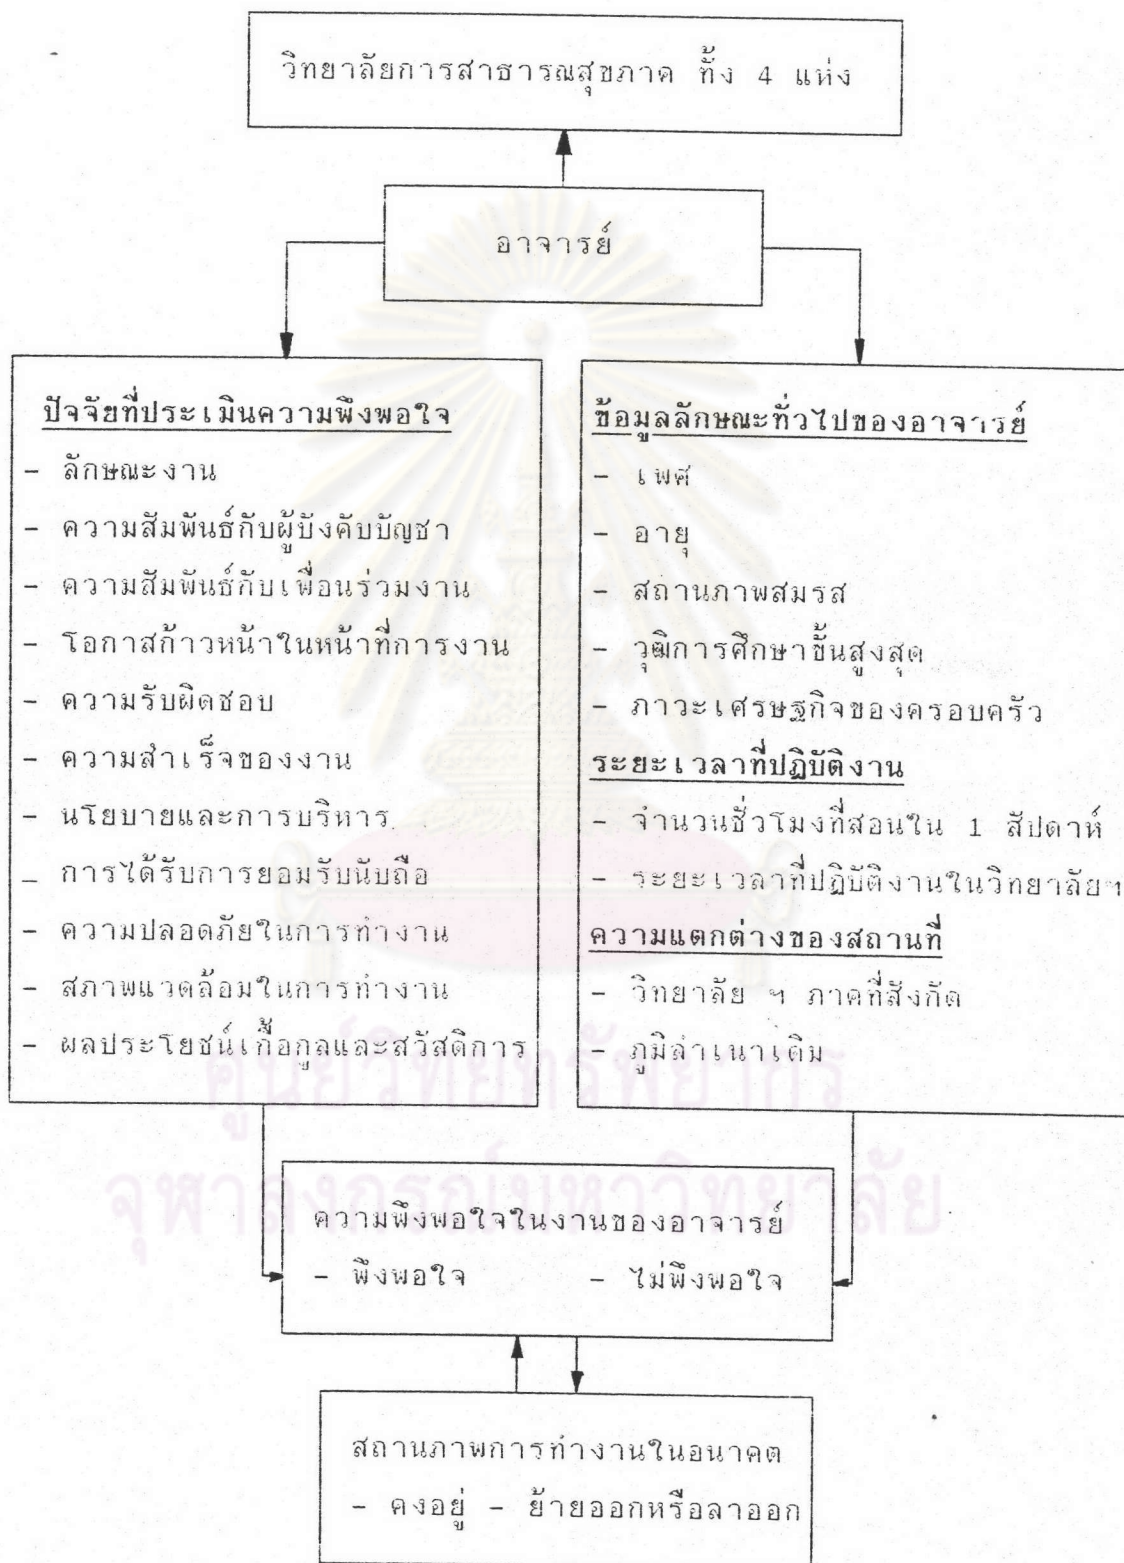 วิทยาลัยการสาธารณสุขภาค ทั้ง 4 แห่ง
อาจารย์
ปัจจัยที่ประเมินความพึงพอใจ
- ลักษณะงาน
- ความสัมพันธ์กับผู้บังคับบัญชา
- ความสัมพันธ์กับเพื่อนร่วมงาน
- โอกาสก้าวหน้าในหน้าที่การงาน
- ความรับผิดชอบ
- ความสำเร็จของงาน
- นโยบายและการบริหาร
- การได้รับการยอมรับนับถือ
- ความปลอดภัยในการทำงาน
- สภาพแวดล้อมในการทำงาน
- ผลประโยชน์เกื้อกูลและสวัสดิการ
ข้อมูลลักษณะทั่วไปของอาจารย์
- เพศ
- อายุ
- สถานภาพสมรส
- วุฒิการศึกษาขั้นสูงสุด
- ภาวะเศรษฐกิจของครอบครัว
ระยะเวลาที่ปฏิบัติงาน
- จำนวนชั่วโมงที่สอนใน 1 สัปดาห์
- ระยะเวลาที่ปฏิบัติงานในวิทยาลัยฯ
ความแตกต่างของสถานที่
- วิทยาลัย ฯ ภาคที่สังกัด
- ภูมิลำเนาเดิม
ศูนย์วิทยทรัพยากร
จุฬาลงกรณ์มหาวิทยาลัย
ความพึงพอใจในงานของอาจารย์
- พึงพอใจ - ไม่พึงพอใจ
สถานภาพการทำงานในอนาคต
- คงอยู่ - ย้ายออกหรือลาออก